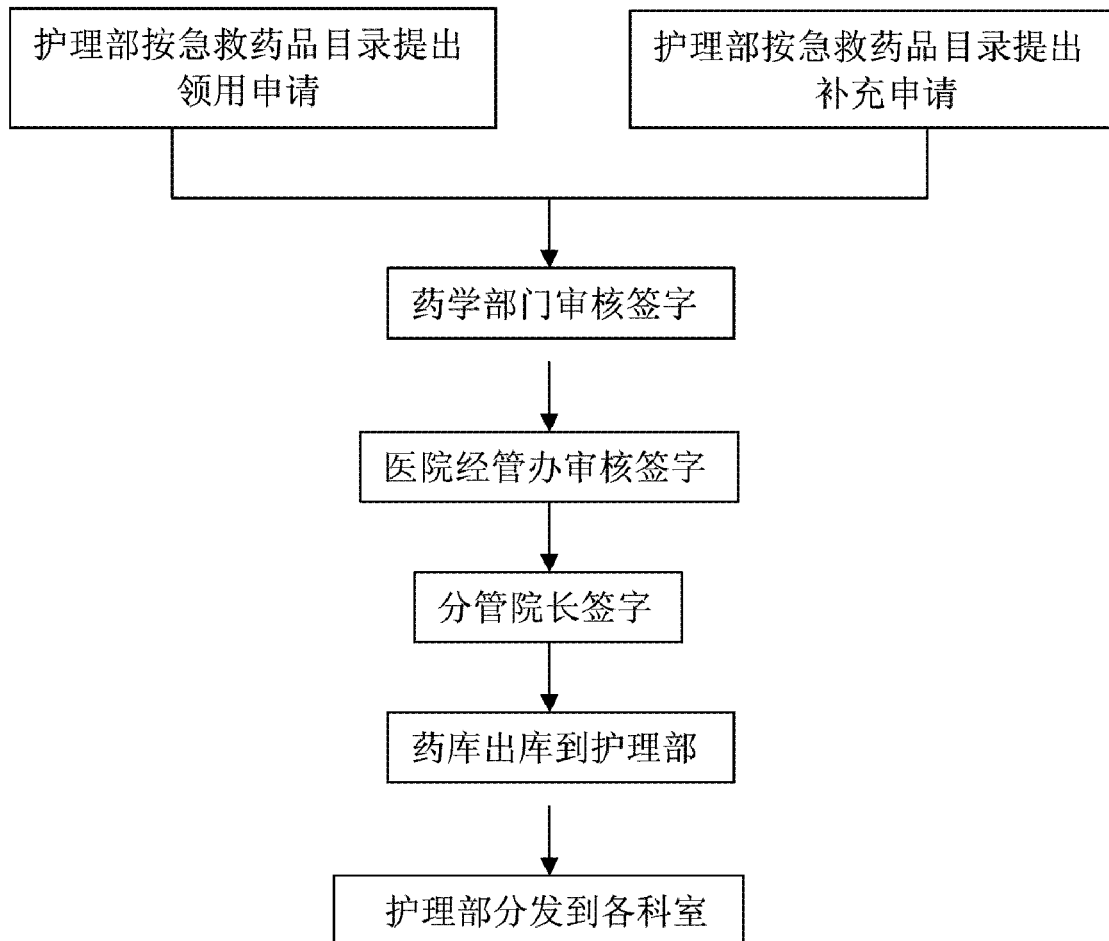 护理部按急救药品目录提出
领用申请
护理部按急救药品目录提出
补充申请
药学部门审核签字
医院经管办审核签字
分管院长签字
药库出库到护理部
护理部分发到各科室